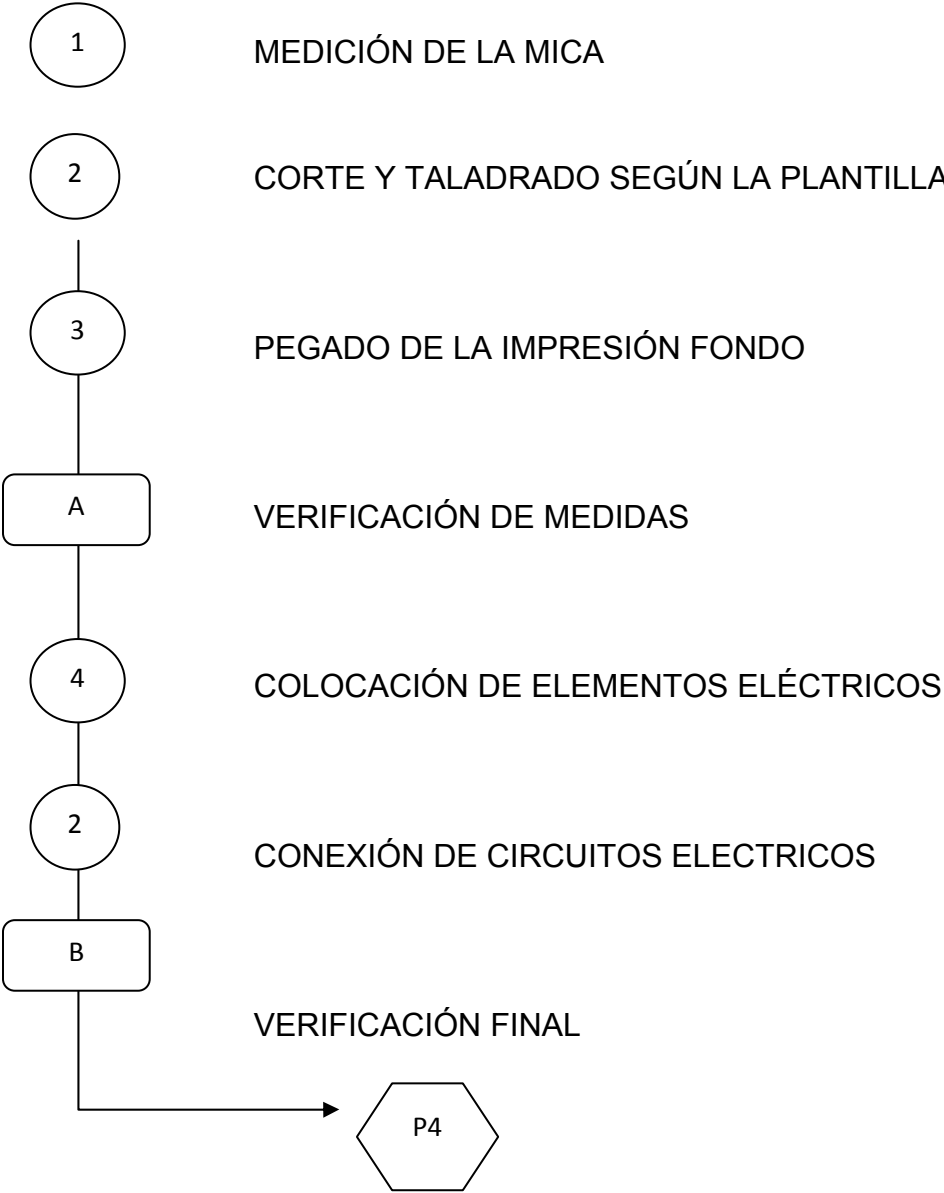 1
MEDICIÓN DE LA MICA
2
CORTE Y TALADRADO SEGÚN LA PLANTILLA
3
PEGADO DE LA IMPRESIÓN FONDO
A
VERIFICACIÓN DE MEDIDAS
4
COLOCACIÓN DE ELEMENTOS ELÉCTRICOS
2
CONEXIÓN DE CIRCUITOS ELECTRICOS
B
VERIFICACIÓN FINAL
P4